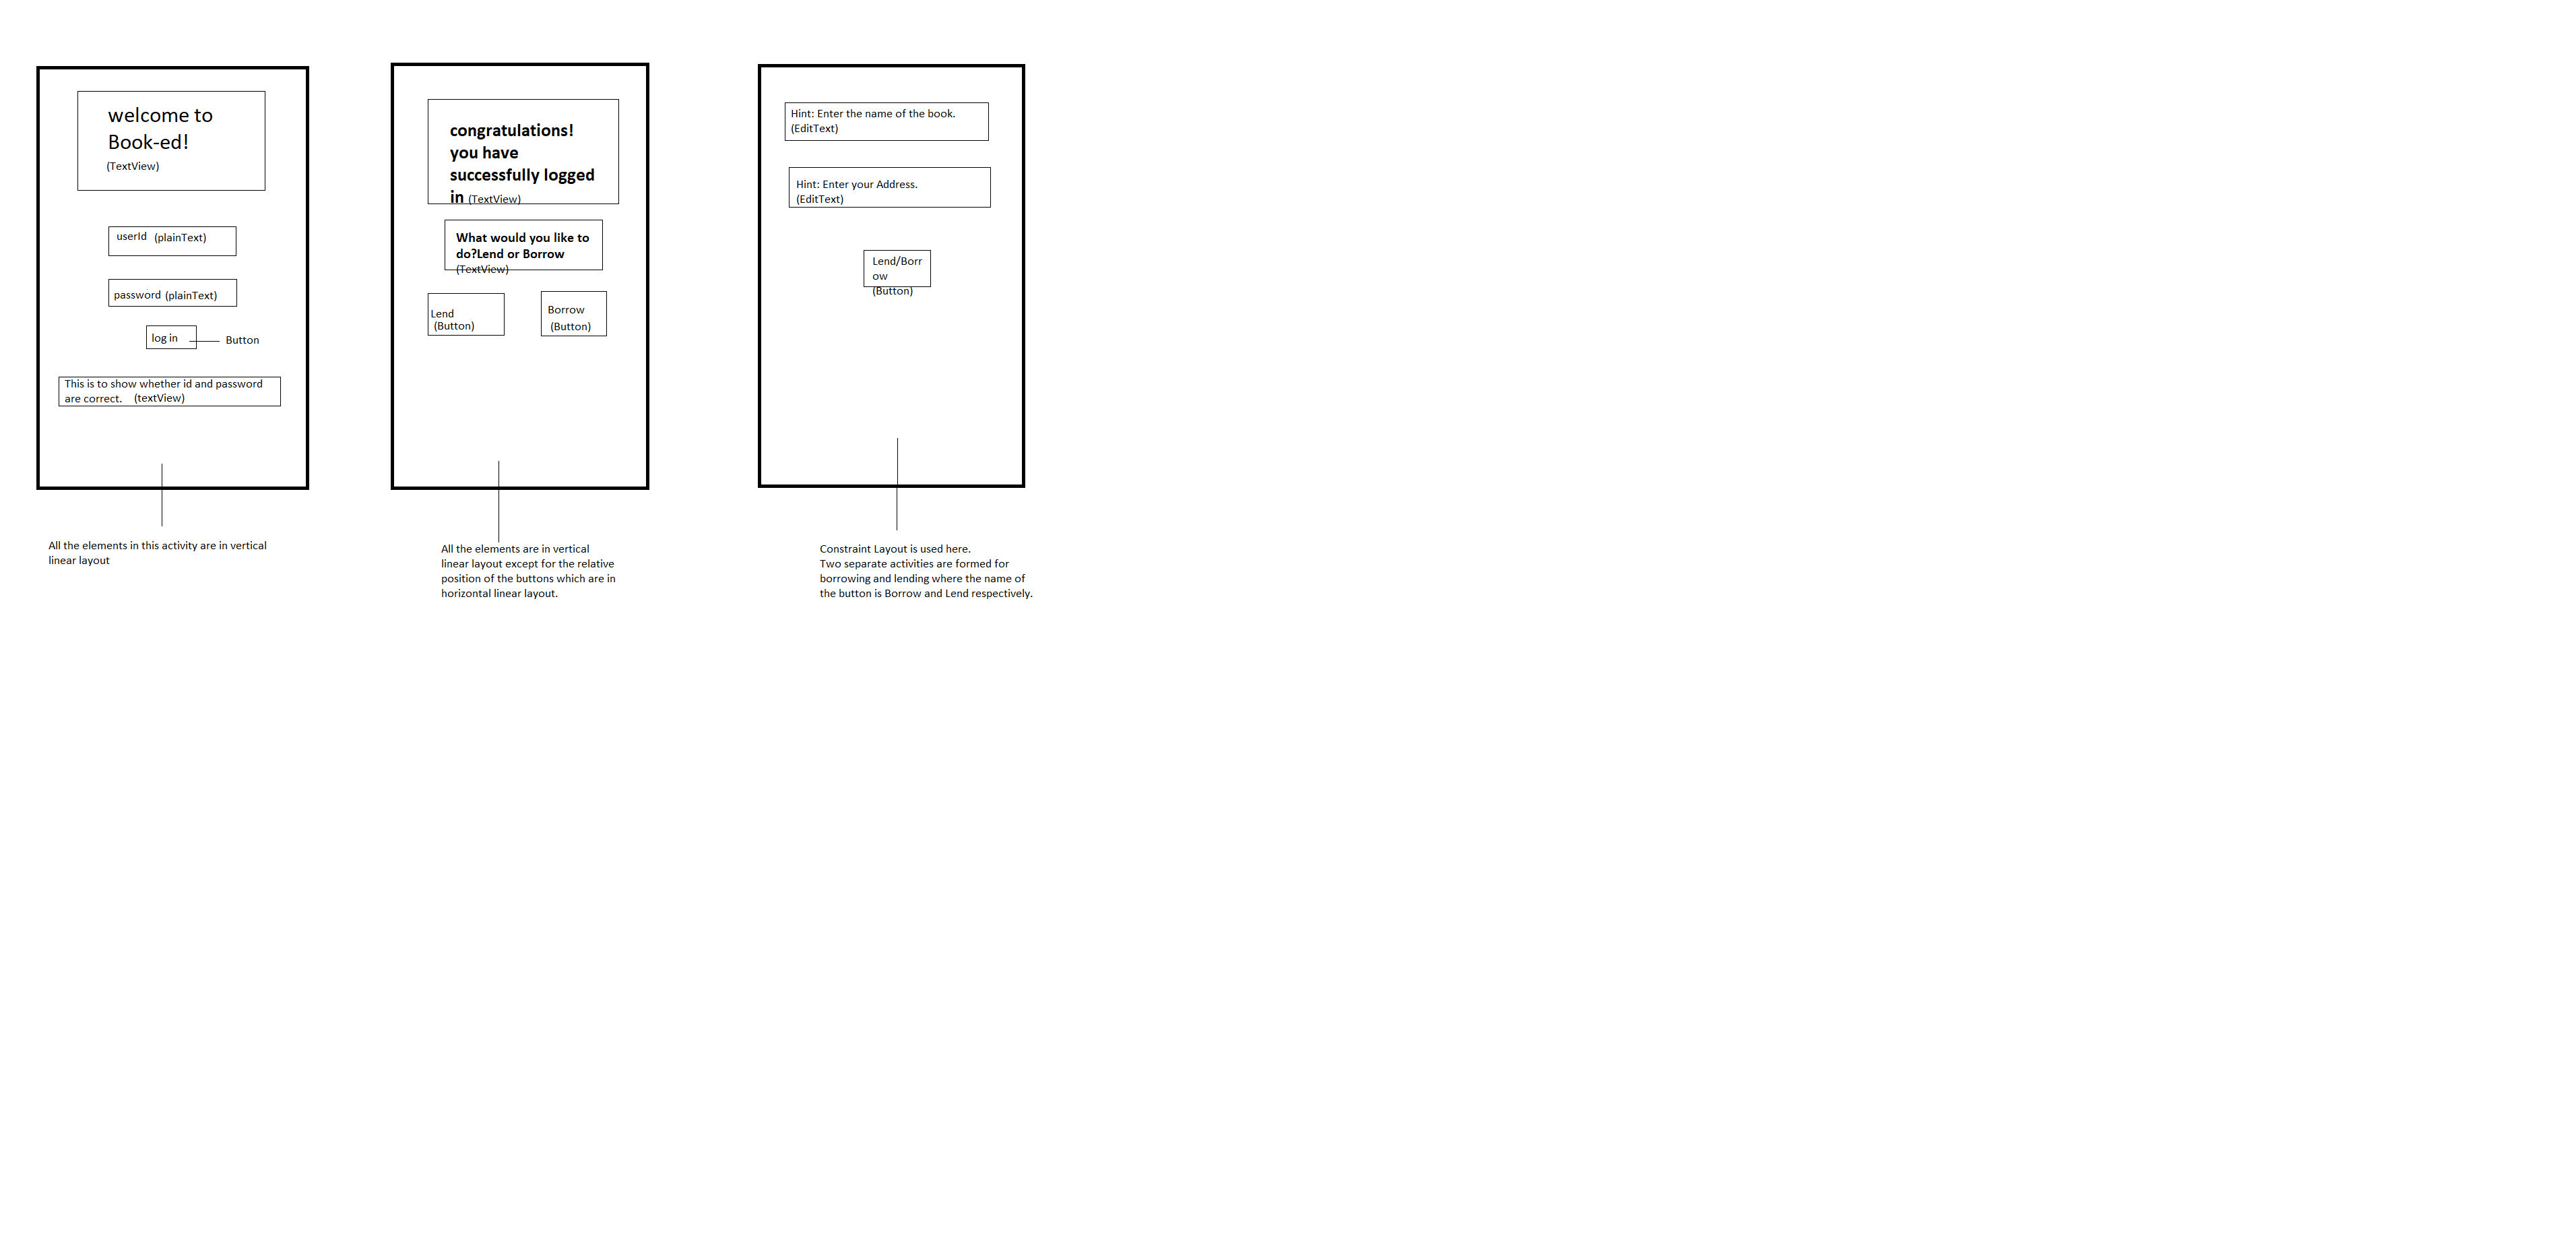 welcome to
Book-ed!
(TextView)
userId (plainText)
password (plainText)
log in
Button
This is to show whether id and password
are correct. (textView)
All the elements in this activity are in vertical
linear layout
congratulations!
you have
successfully logged
in (TextView)
What would you like to
do?Lend or Borrow
(TextView)
Lend
(Button)
Borrow
(Button)
All the elements are in vertical
linear layout except for the relative
position of the buttons which are in
horizontal linear layout.
Hint: Enter the name of the book.
(EditText)
Hint: Enter your Address.
(EditText)
Lend/Borr
ow
(Button)
Constraint Layout is used here.
Two separate activities are formed for
borrowing and lending where the name of
the button is Borrow and Lend respectively.